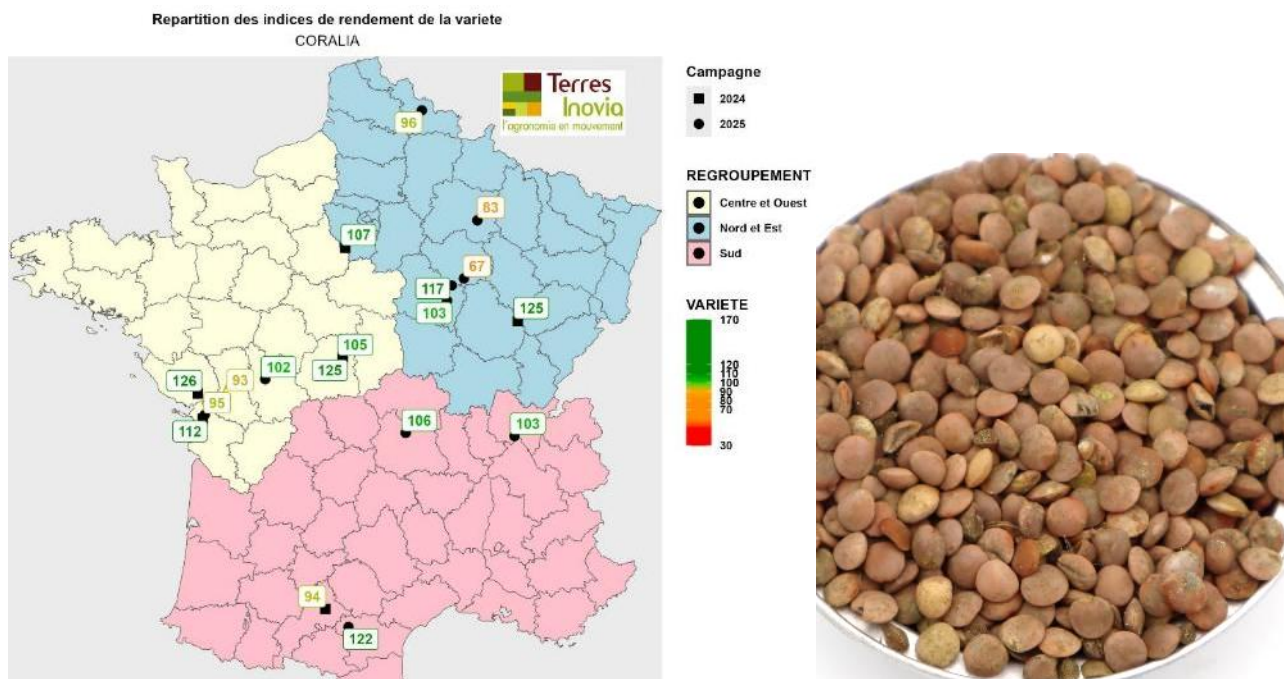 Repartition des indices de rendement de la variete
CORALIA
Terres
Inovia
l'agronomie en mouvement
96
83
107
67
117
103
125
105
125
102
93
126
95
112
106
103
94
122
Campagne
2024
2025
REGROUPEMENT
Centre et Ouest
Nord et Est
Sud
VARIETE
170
120
110
100
90
80
70
30